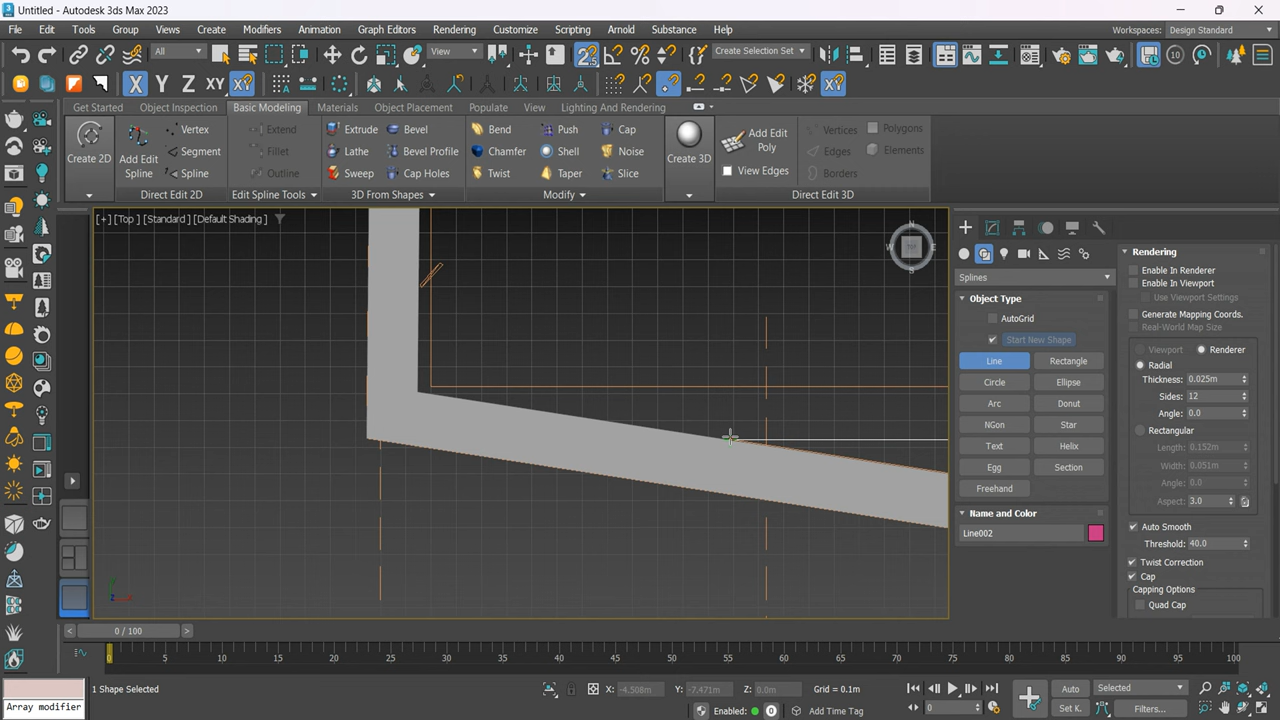 Untitled - Autodesk 3ds Max 2023
File Edit Tools Group Views Create Modifiers Animation Graph Editors Rendering Customize Scripting Arnold Substance Help
Workspaces: Design Standard
All View Create Selection Set
X Y Z XY
Get Started Object Inspection Basic Modeling Materials Object Placement Populate View Lighting And Rendering
Create 2D
Add Edit Spline
Vertex
Segment
Spline
Direct Edit 2D
Extend
Fillet
Outline
Edit Spline Tools
Extrude Bevel
Lathe Bevel Profile
Sweep Cap Holes
3D From Shapes
Bend Push Cap
Chamfer Shell Noise
Twist Taper Slice
Modify
Create 3D
Add Edit Poly
View Edges
Vertices Polygons
Edges Elements
Borders
Direct Edit 3D
[+] [Top ] [Standard ] [Default Shading ]
N
W E
S
Splines
Object Type
AutoGrid
Start New Shape
Line Rectangle
Circle Ellipse
Arc Donut
NGon Star
Text Helix
Egg Section
Freehand
Name and Color
Line002
Rendering
Enable In Renderer
Enable In Viewport
Use Viewport Settings
Generate Mapping Coords.
Real-World Map Size
Viewport Renderer
Radial
Thickness: 0.025m
Sides: 12
Angle: 0.0
Rectangular
Length: 0.152m
Width: 0.051m
Angle: 0.0
Aspect: 3.0
Auto Smooth
Threshold: 40.0
Twist Correction
Cap
Capping Options
Quad Cap
< 0 / 100 >
0 5 10 15 20 25 30 35 40 45 50 55 60 65 70 75 80 85 90 95 100
1 Shape Selected
X: -4.508m Y: -7.471m Z: 0.0m Grid = 0.1m
Auto Selected
Array modifier
Enabled: 0 Add Time Tag
0
Set K. Filters...